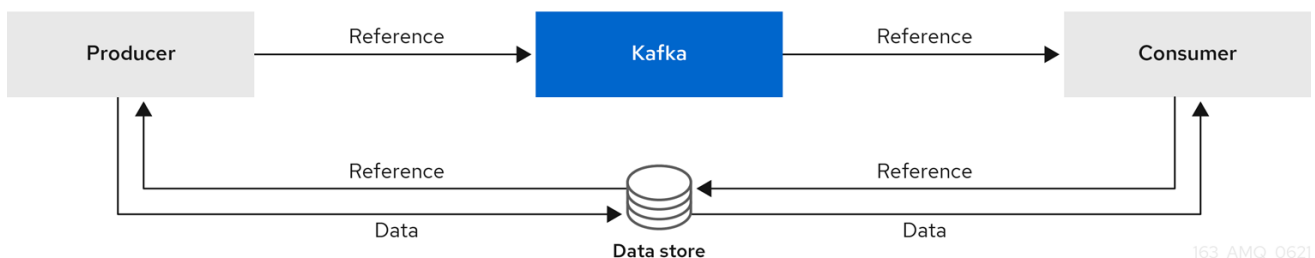 Producer
Reference
Kafka
Reference
Consumer
Reference
Reference
Data
Data
Data store
163_AMQ_0621